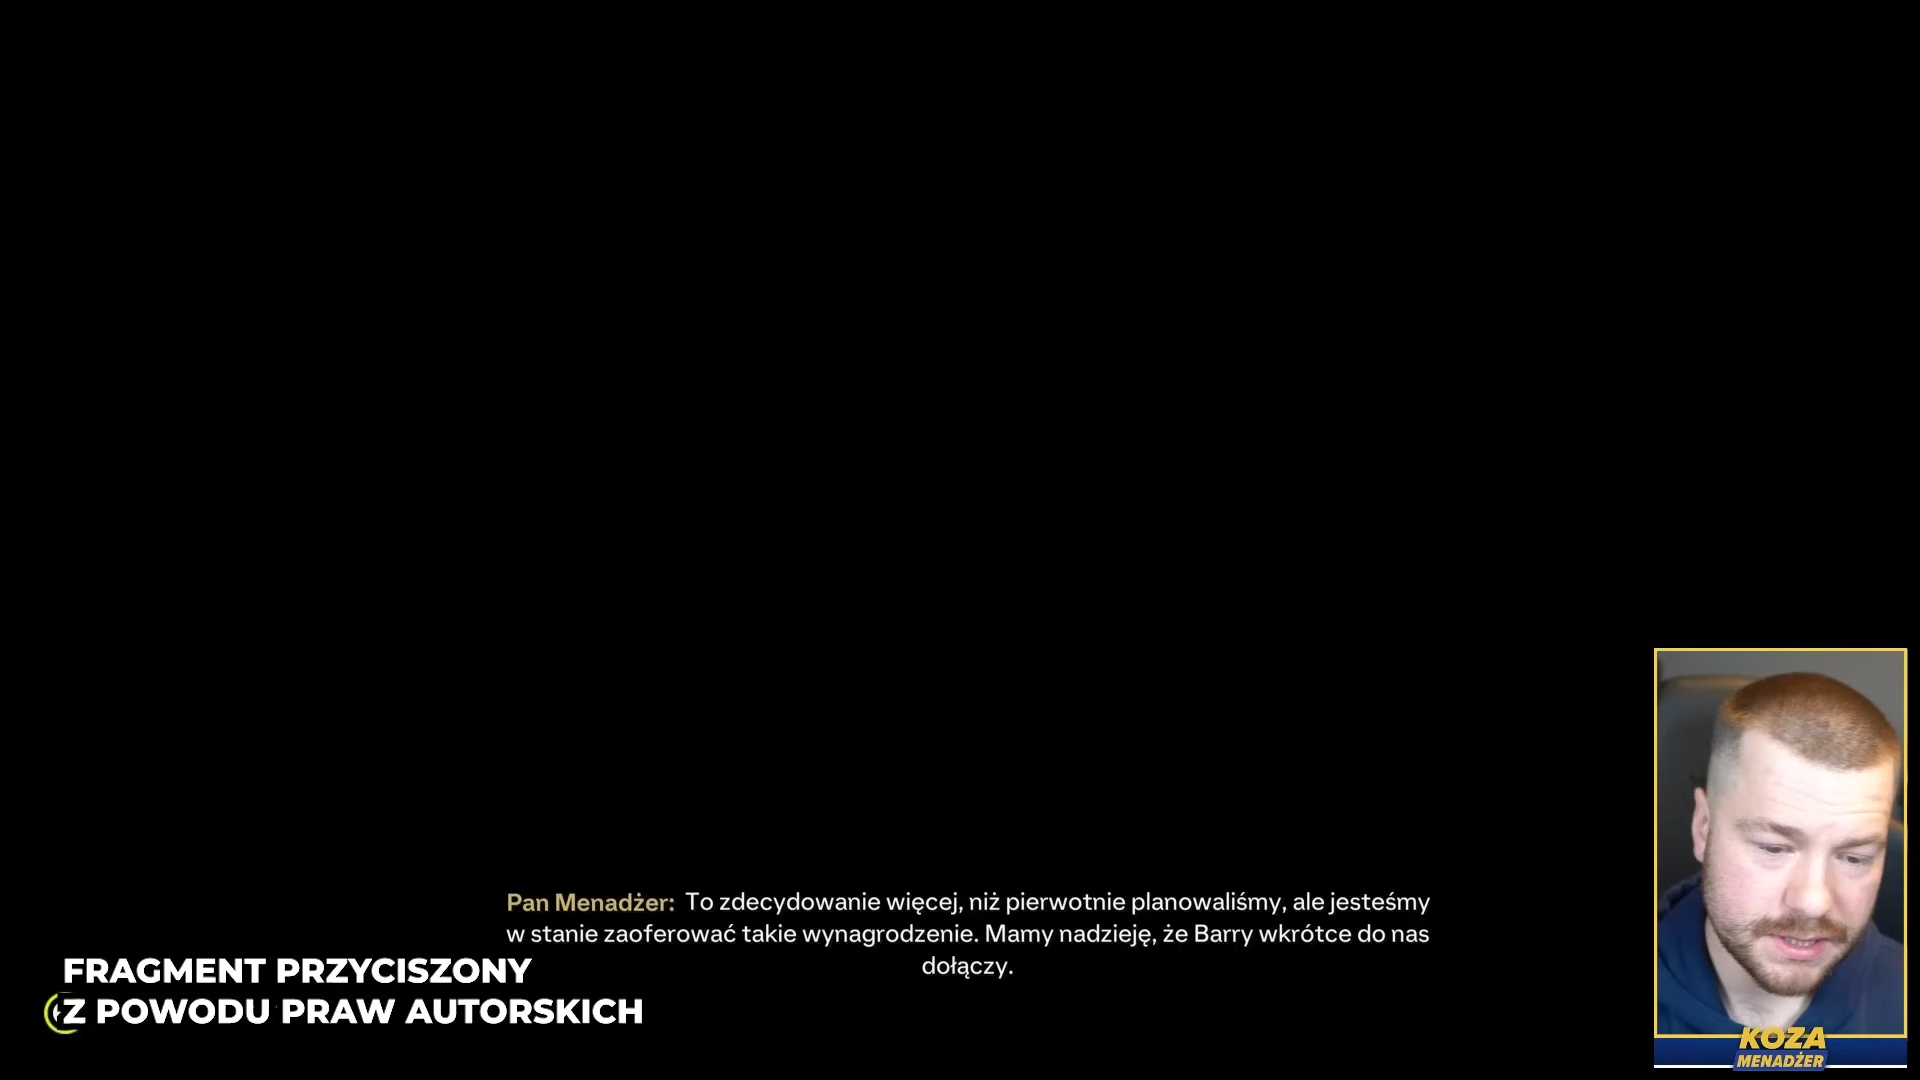 Pan Menadżer: To zdecydowanie więcej, niż pierwotnie planowaliśmy, ale jesteśmy
w stanie zaoferować takie wynagrodzenie. Mamy nadzieję, że Barry wkrótce do nas
dołączy.
FRAGMENT PRZYCISZONY
Z POWODU PRAW AUTORSKICH
KOZA
MENADŻER